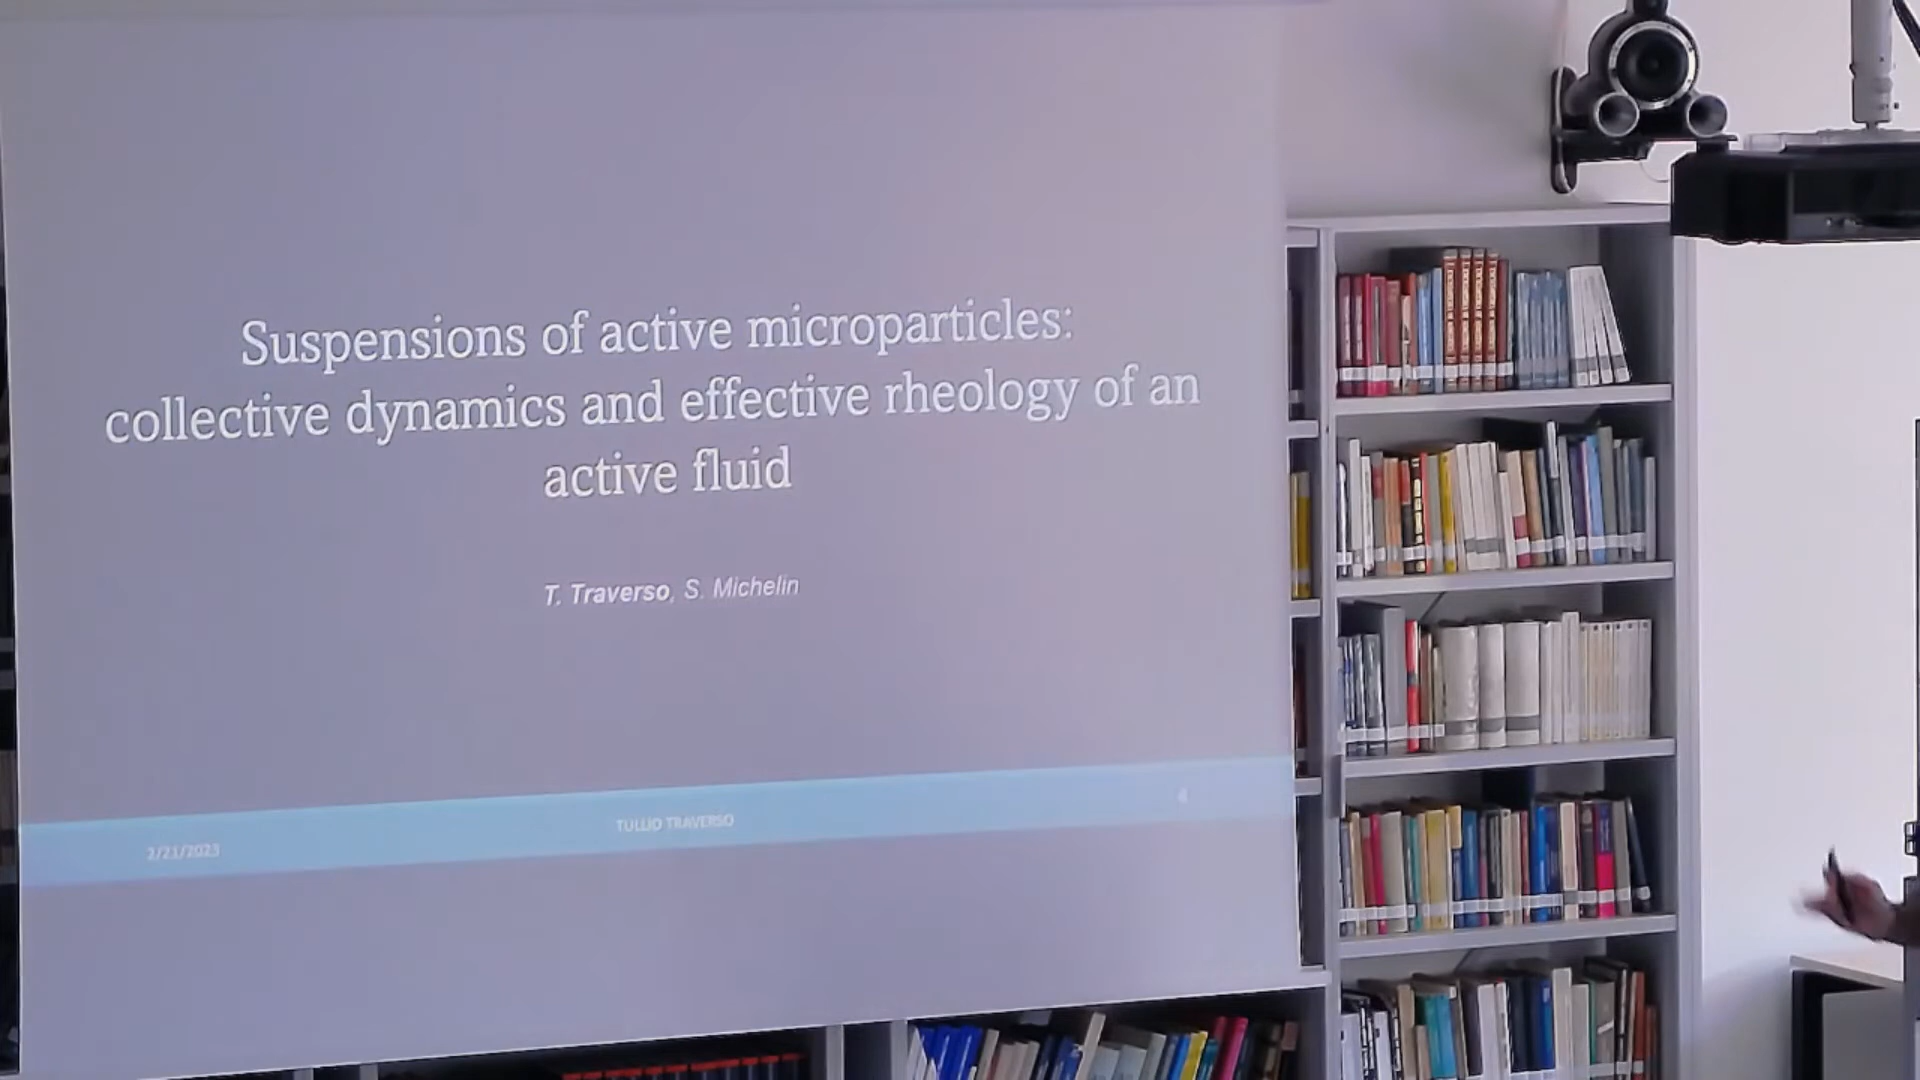 Suspensions of active microparticles:
collective dynamics and effective rheology of an
active fluid
T. Traverso, S. Michelin
2/21/2023
TULLIO TRAVERSO